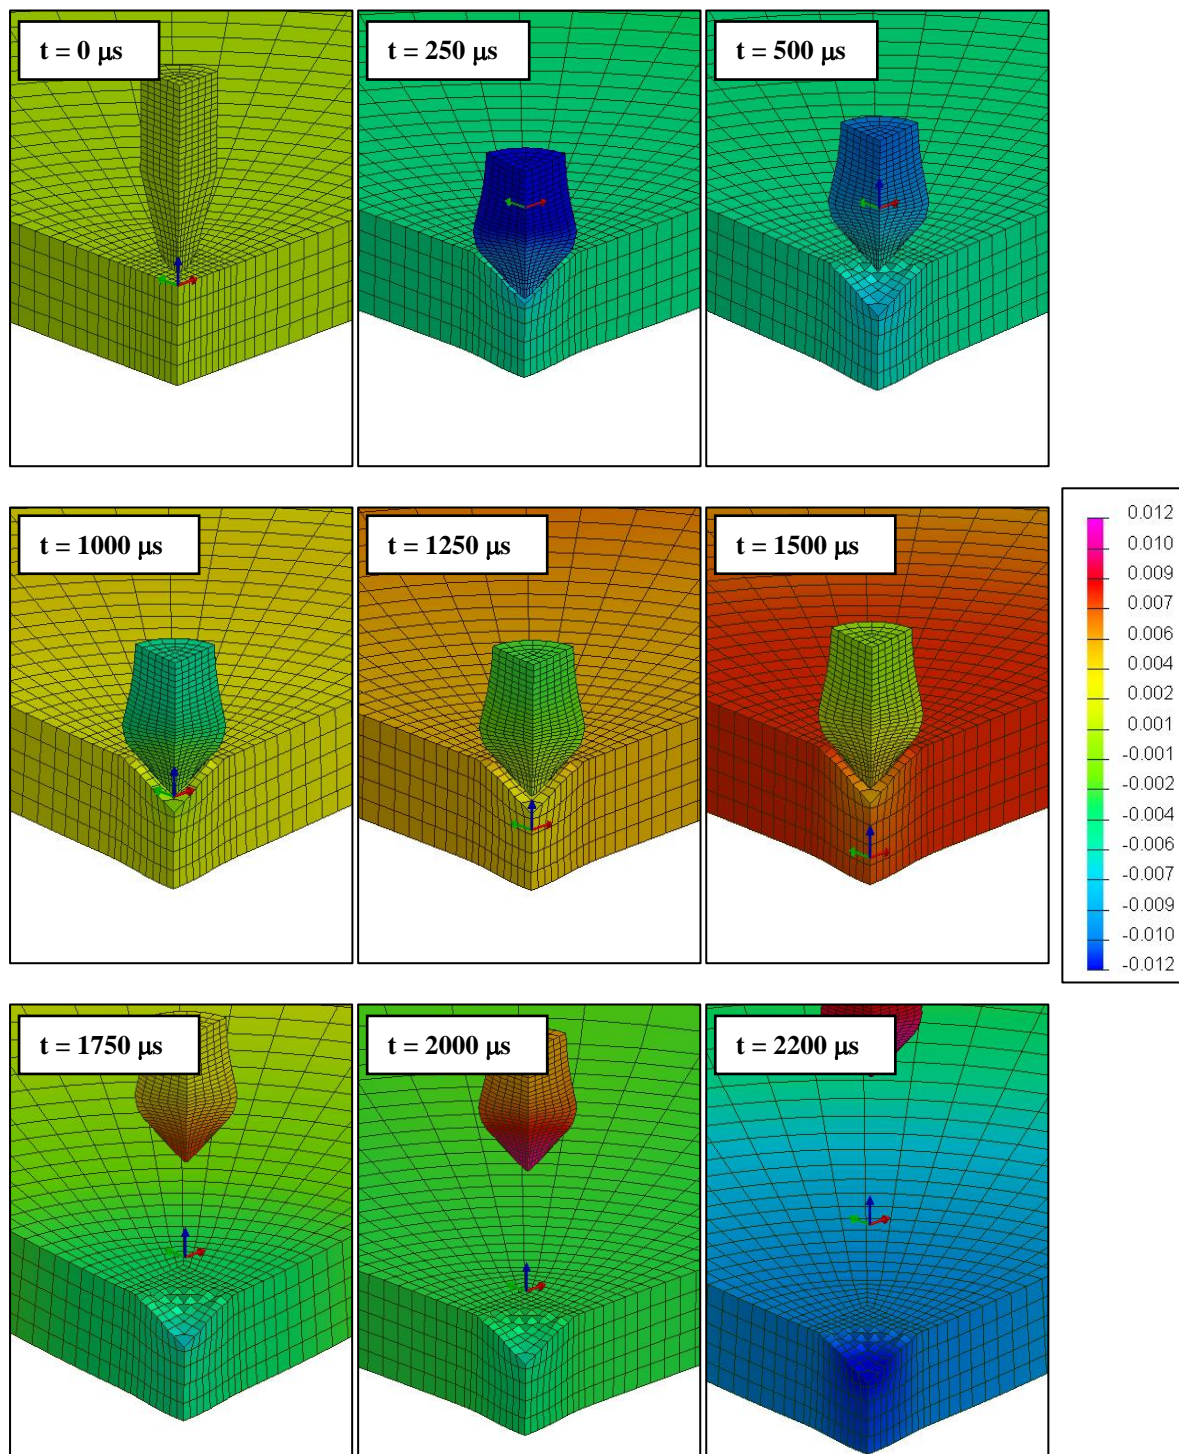 t = 0 μs
t = 250 μs
t = 500 μs
t = 1000 μs
t = 1250 μs
t = 1500 μs
0.012
0.010
0.009
0.007
0.006
0.004
0.002
0.001
-0.001
-0.002
-0.004
-0.006
-0.007
-0.009
-0.010
-0.012
t = 1750 μs
t = 2000 μs
t = 2200 μs